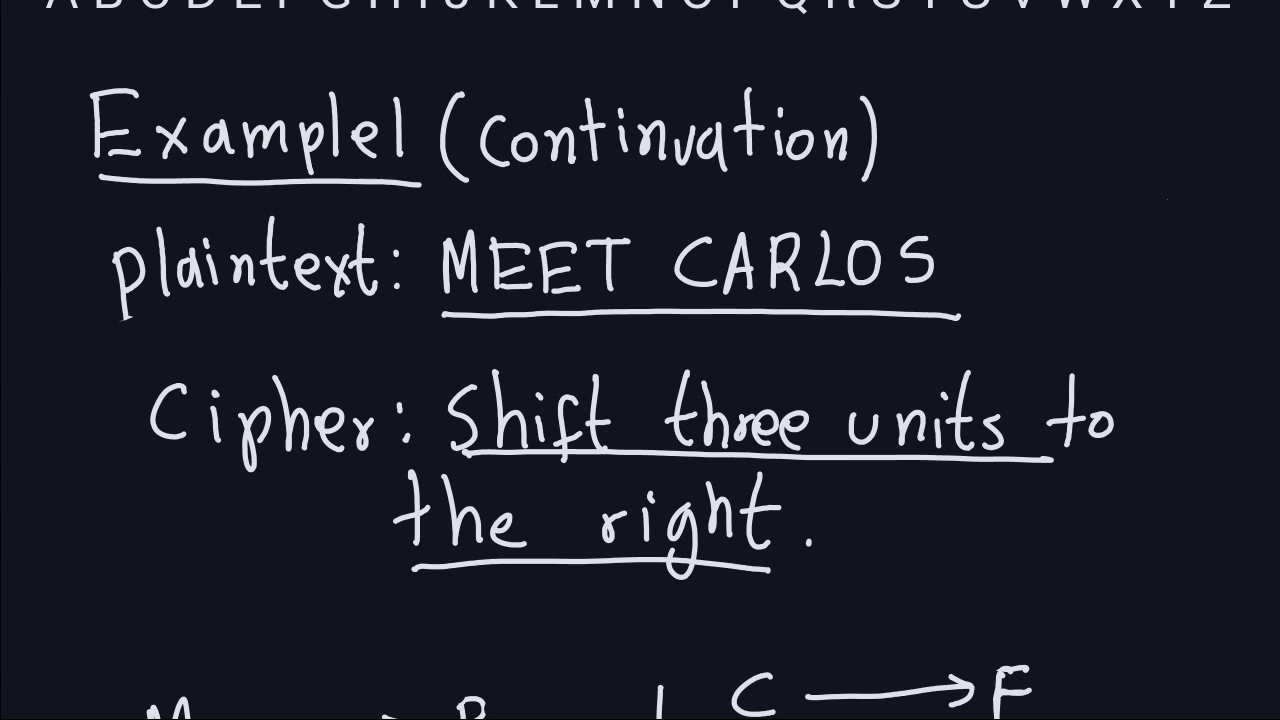 A B C D E F G H I J K L M N O P Q R S T U V W X Y Z
Example1 (Continuation)
plaintext: MEET CARLOS
Cipher: Shift three units to
the right.
M P C → F